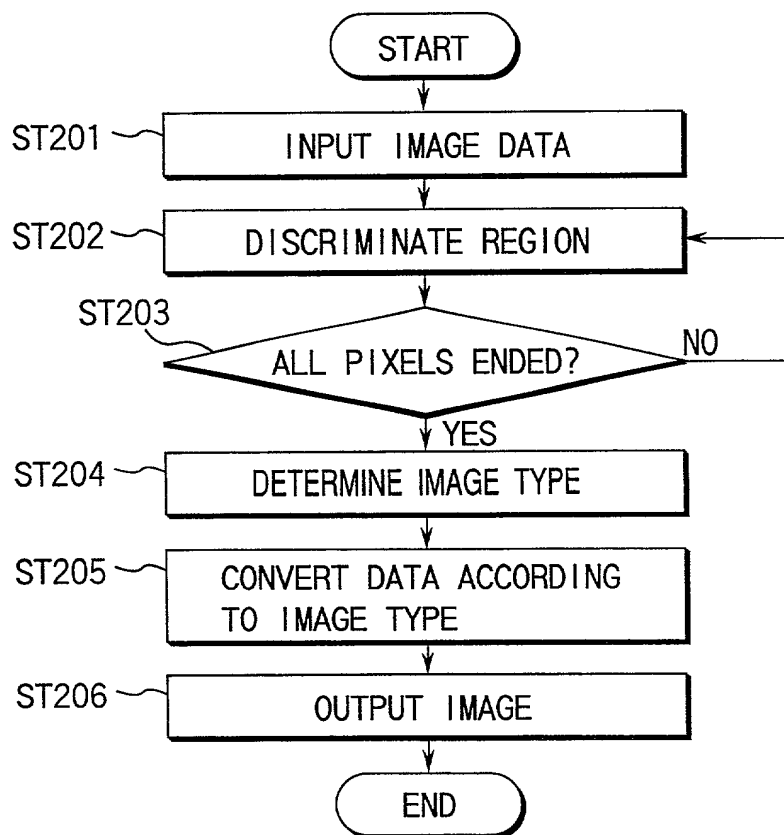 START
ST201
INPUT IMAGE DATA
ST202
DISCRIMINATE REGION
ST203
ALL PIXELS ENDED?
NO
YES
ST204
DETERMINE IMAGE TYPE
ST205
CONVERT DATA ACCORDING
TO IMAGE TYPE
ST206
OUTPUT IMAGE
END